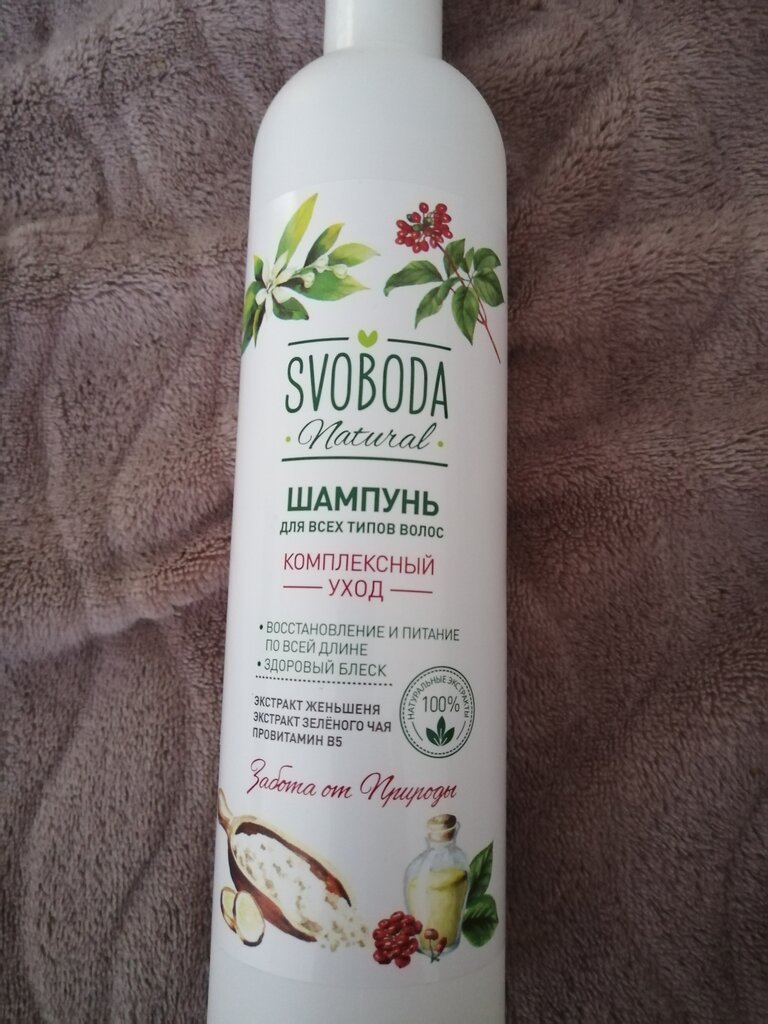 SVOBODA
Natural
ШАМПУНЬ
ДЛЯ ВСЕХ ТИПОВ ВОЛОС
КОМПЛЕКСНЫЙ
УХОД
• ВОССТАНОВЛЕНИЕ И ПИТАНИЕ
ПО ВСЕЙ ДЛИНЕ
• ЗДОРОВЫЙ БЛЕСК
ЭКСТРАКТ ЖЕНЬШЕНЯ
ЭКСТРАКТ ЗЕЛЁНОГО ЧАЯ
ПРОВИТАМИН В5
НАТУРАЛЬНЫЕ ЭКСТРАКТЫ
100%
Забота от Природы